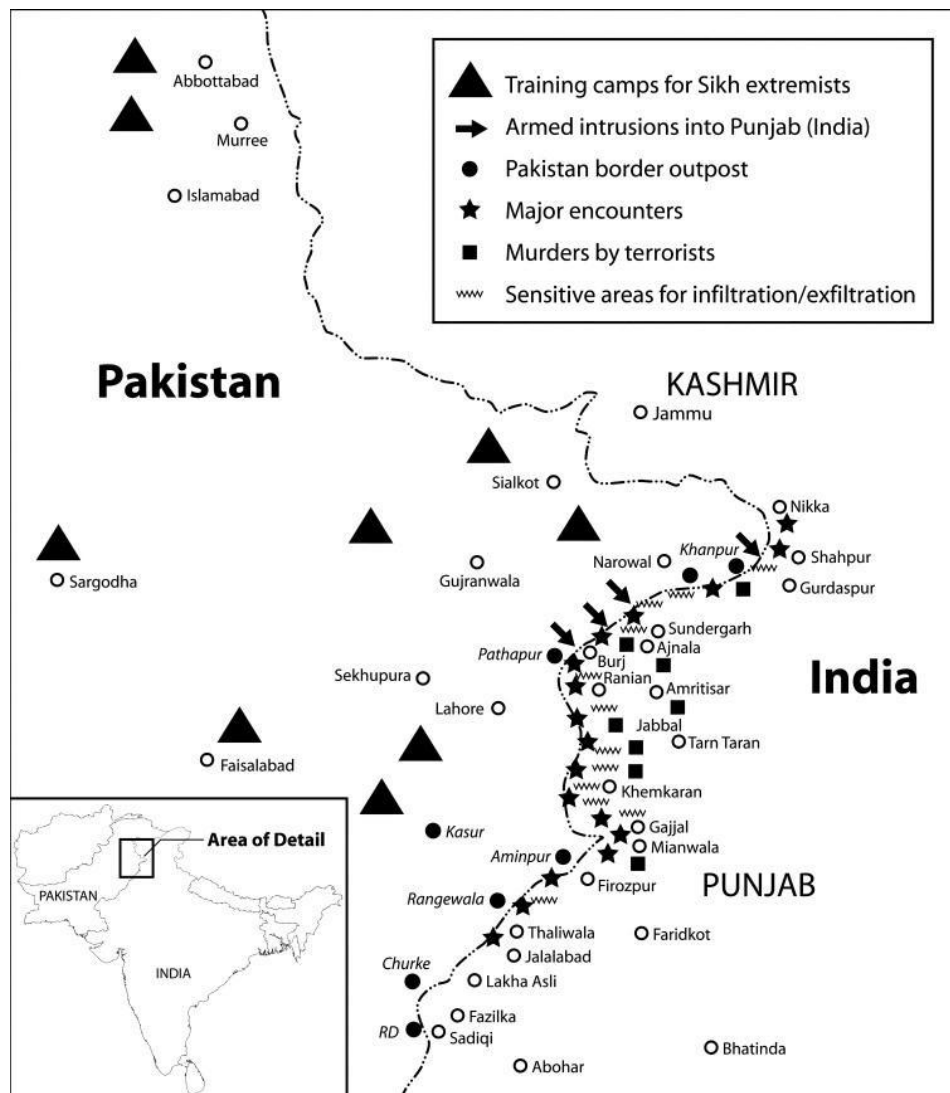 Abbottabad
Murree
Islamabad
Training camps for Sikh extremists
Armed intrusions into Punjab (India)
Pakistan border outpost
Major encounters
Murders by terrorists
Sensitive areas for infiltration/exfiltration
Pakistan
KASHMIR
Jammu
Sialkot
Nikka
Sargodha
Gujranwala
Narowal
Khanpur
Shahpur
Gurdaspur
Sundergarh
Ajnala
Pathapur
Burj
Ranian
Sekhupura
Amritisar
India
Lahore
Jabbal
Tarn Taran
Faisalabad
Khemkaran
Gajjal
Mianwala
Kasur
Aminpur
Firozpur
PUNJAB
Rangewala
Thaliwala
Faridkot
Jalalabad
Churke
Lakha Asli
Fazilka
RD
Sadiqi
Bhatinda
Abohar
Area of Detail
PAKISTAN
INDIA